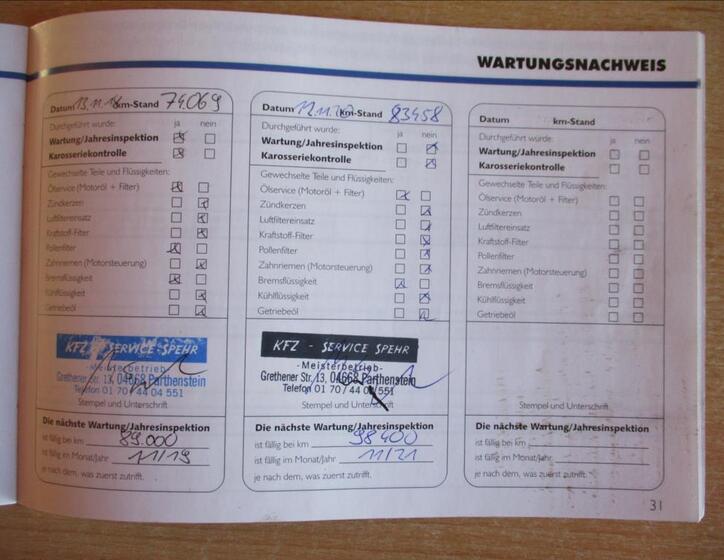 WARTUNGSNACHWEIS
Datum 13.11.18 km-Stand 74.069
Durchgeführt wurde: ja nein
Wartung/Jahresinspektion
Karosseriekontrolle
Gewechselte Teile und Flüssigkeiten:
Ölservice (Motoröl + Filter)
Zündkerzen
Luftfiltereinsatz
Kraftstoff-Filter
Pollenfilter
Zahnriemen (Motorsteuerung)
Bremsflüssigkeit
Kühlflüssigkeit
Getriebeöl
KFZ - SERVICE SPEHR
-Meisterbetrieb-
Grethener Str. 13, 04668 Parthenstein
Telefon 01 70 / 44 04 551
Stempel und Unterschrift
Die nächste Wartung/Jahresinspektion
ist fällig bei km 89.000
ist fällig im Monat/Jahr 11/19
je nach dem, was zuerst zutrifft.
Datum km-Stand 83458
Durchgeführt wurde: ja nein
Wartung/Jahresinspektion
Karosseriekontrolle
Gewechselte Teile und Flüssigkeiten:
Ölservice (Motoröl + Filter)
Zündkerzen
Luftfiltereinsatz
Kraftstoff-Filter
Pollenfilter
Zahnriemen (Motorsteuerung)
Bremsflüssigkeit
Kühlflüssigkeit
Getriebeöl
KFZ - SERVICE SPEHR
-Meisterbetrieb-
Grethener Str. 13, 04668 Parthenstein
Telefon 01 70 / 44 04 551
Stempel und Unterschrift
Die nächste Wartung/Jahresinspektion
ist fällig bei km 98400
ist fällig im Monat/Jahr 11/21
je nach dem, was zuerst zutrifft.
Datum km-Stand
Durchgeführt wurde: ja nein
Wartung/Jahresinspektion
Karosseriekontrolle
Gewechselte Teile und Flüssigkeiten:
Ölservice (Motoröl + Filter)
Zündkerzen
Luftfiltereinsatz
Kraftstoff-Filter
Pollenfilter
Zahnriemen (Motorsteuerung)
Bremsflüssigkeit
Kühlflüssigkeit
Getriebeöl
Stempel und Unterschrift
Die nächste Wartung/Jahresinspektion
ist fällig bei km
ist fällig im Monat/Jahr
je nach dem, was zuerst zutrifft.
31